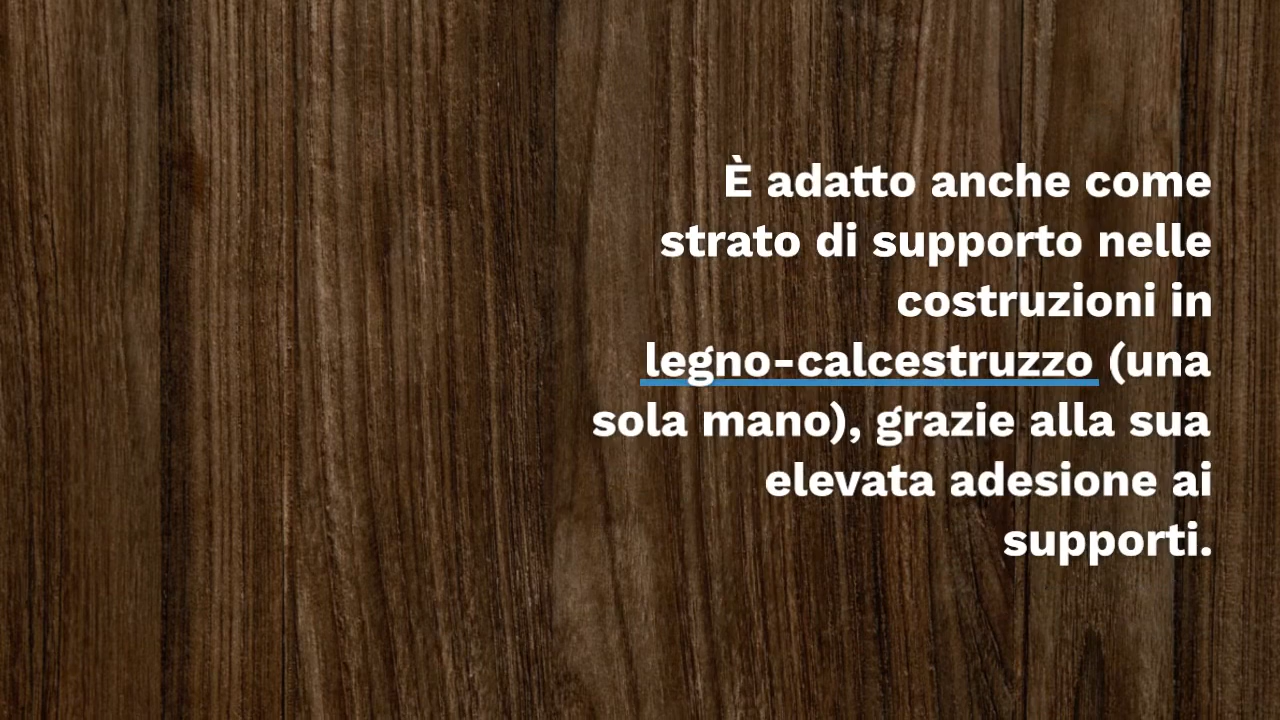 È adatto anche come
strato di supporto nelle
costruzioni in
legno-calcestruzzo (una
sola mano), grazie alla sua
elevata adesione ai
supporti.